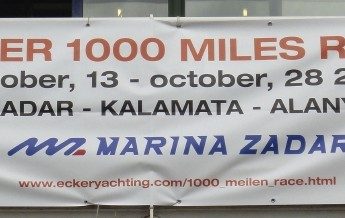 ER 1000 MILES R
ober, 13 - october, 28 2
ADAR - KALAMATA - ALANY
MARINA ZADAR
www.eckeryachting.com/1000_meilen_race.html